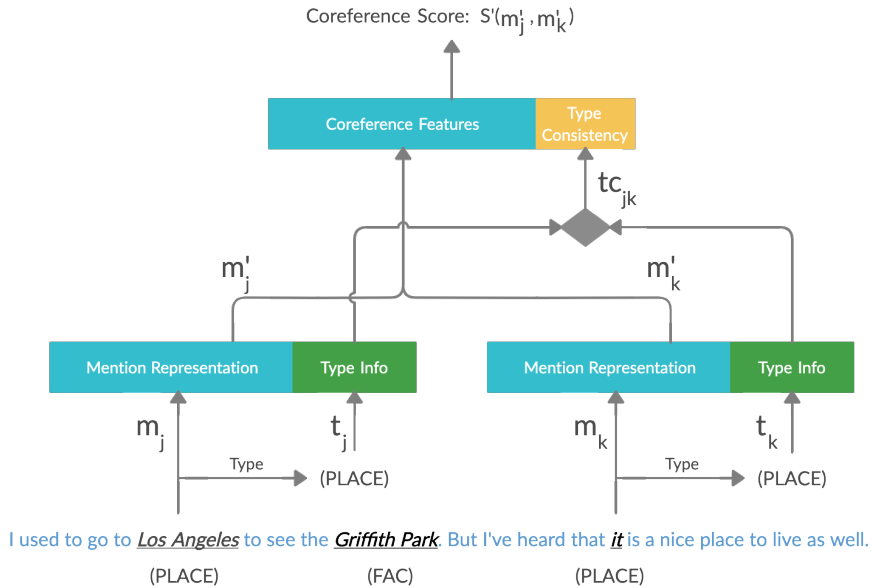 Coreference Score: S'(m'j ,m'k)
Coreference Features
Type
Consistency
tcjk
m'j
m'k
Mention Representation
Type Info
Mention Representation
Type Info
mj
tj
mk
tk
Type
(PLACE)
Type
(PLACE)
I used to go to Los Angeles to see the Griffith Park. But I've heard that it is a nice place to live as well.
(PLACE)
(FAC)
(PLACE)